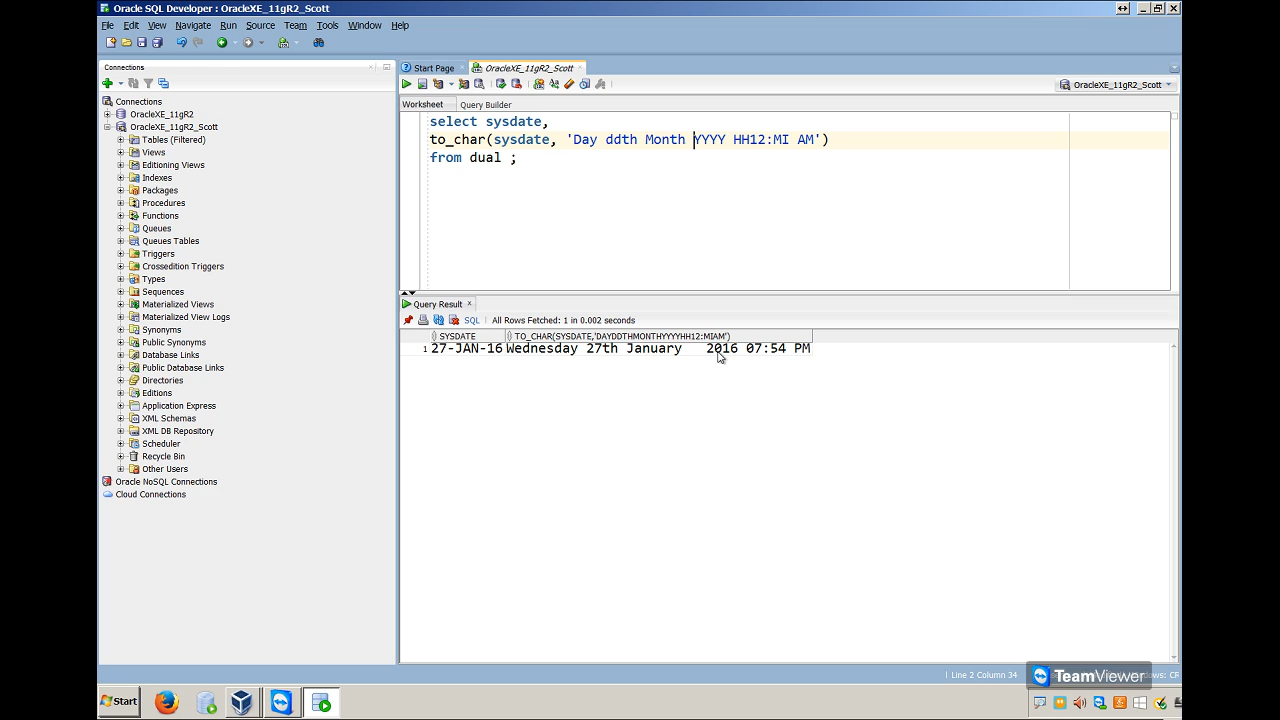 Oracle SQL Developer : OracleXE_11gR2_Scott
File Edit View Navigate Run Source Team Tools Window Help
Connections
Connections
OracleXE_11gR2
OracleXE_11gR2_Scott
Tables (Filtered)
Views
Editioning Views
Indexes
Packages
Procedures
Functions
Queues
Queues Tables
Triggers
Crossedition Triggers
Types
Sequences
Materialized Views
Materialized View Logs
Synonyms
Public Synonyms
Database Links
Public Database Links
Directories
Editions
Application Express
XML Schemas
XML DB Repository
Scheduler
Recycle Bin
Other Users
Oracle NoSQL Connections
Cloud Connections
Start Page OracleXE_11gR2_Scott
OracleXE_11gR2_Scott
Worksheet Query Builder
select sysdate,
to_char(sysdate, 'Day ddth Month YYYY HH12:MI AM')
from dual ;
Query Result
SQL All Rows Fetched: 1 in 0.002 seconds
SYSDATE TO_CHAR(SYSDATE,'DAYDDTHMONTHYYYYHH12:MIAM')
1 27-JAN-16 Wednesday 27th January   2016 07:54 PM
Line 2 Column 34
TeamViewer
Start